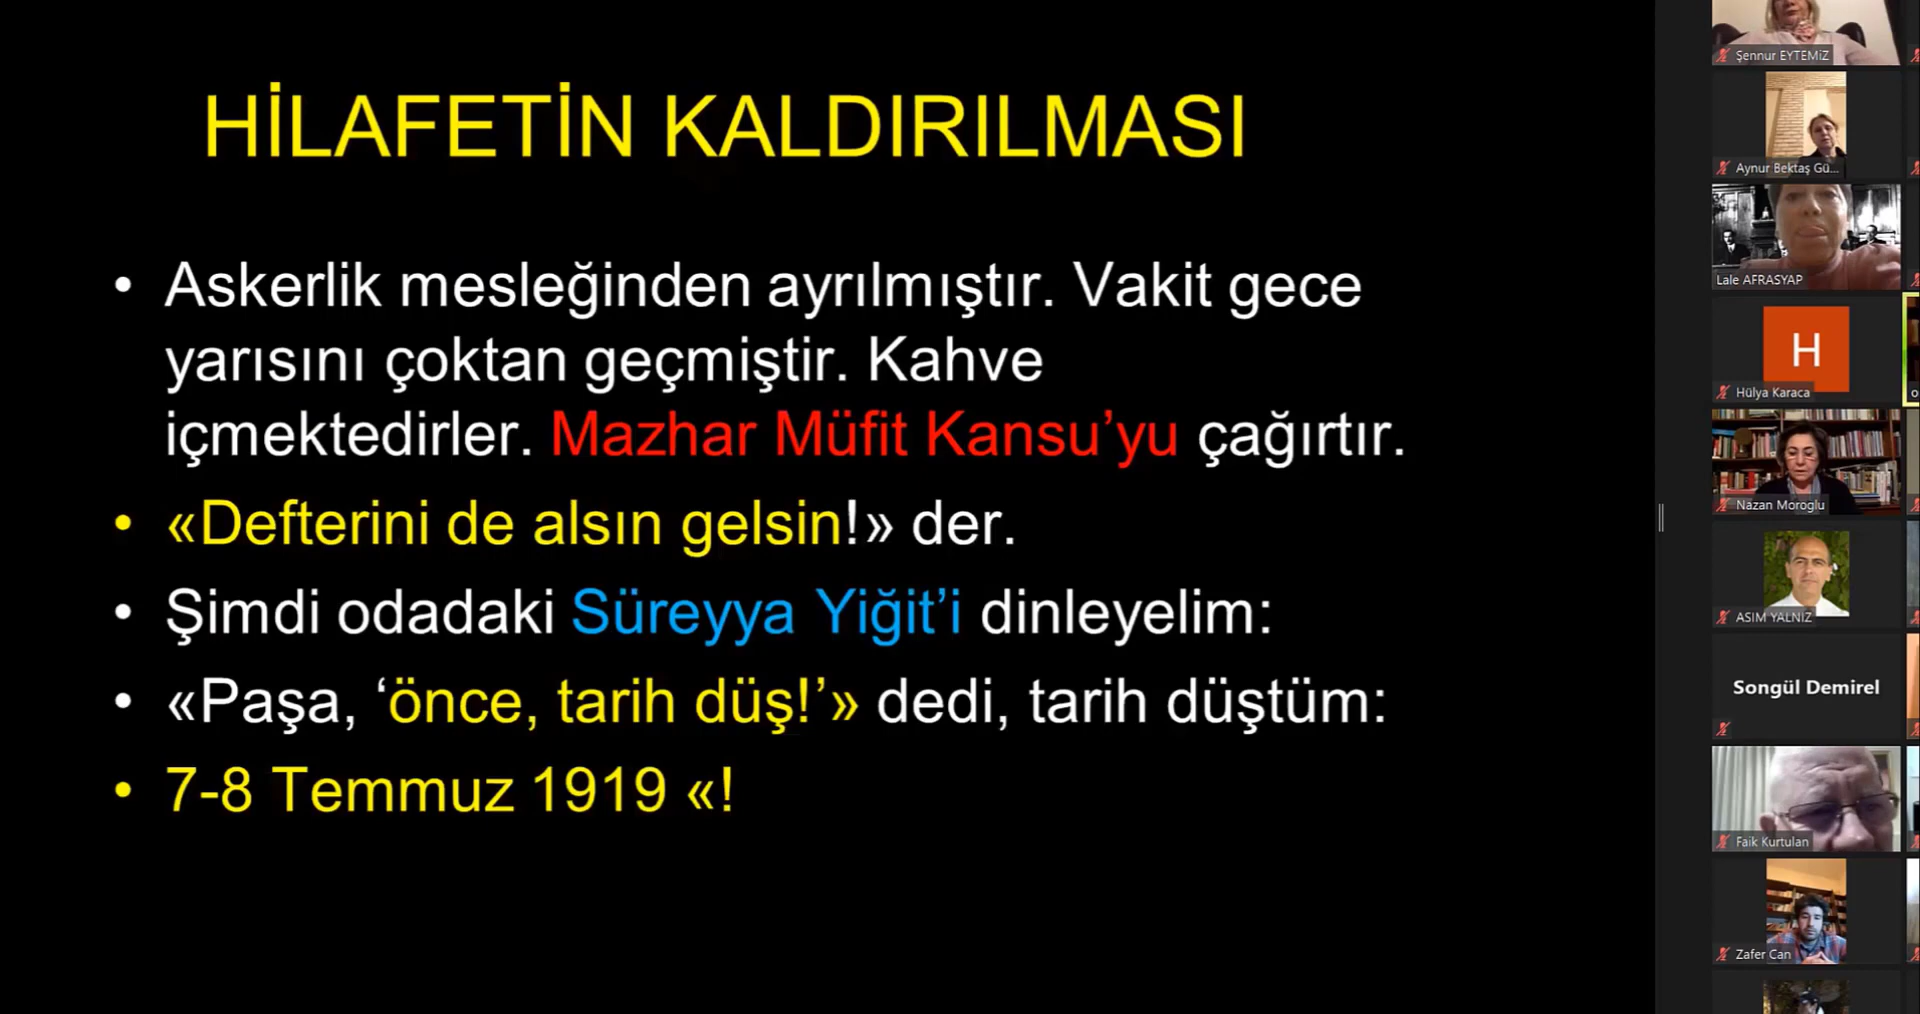 HİLAFETİN KALDIRILMASI
• Askerlik mesleğinden ayrılmıştır. Vakit gece
yarısını çoktan geçmiştir. Kahve
içmektedirler. Mazhar Müfit Kansu’yu çağırtır.
• «Defterini de alsın gelsin!» der.
• Şimdi odadaki Süreyya Yiğit’i dinleyelim:
• «Paşa, ‘önce, tarih düş!’» dedi, tarih düştüm:
• 7-8 Temmuz 1919 «!
Şennur EYTEMiZ
Aynur Bektaş Gü...
Lale AFRASYAP
H
Hülya Karaca
Nazan Moroglu
ASIM YALNIZ
Songül Demirel
Faik Kurtulan
Zafer Can